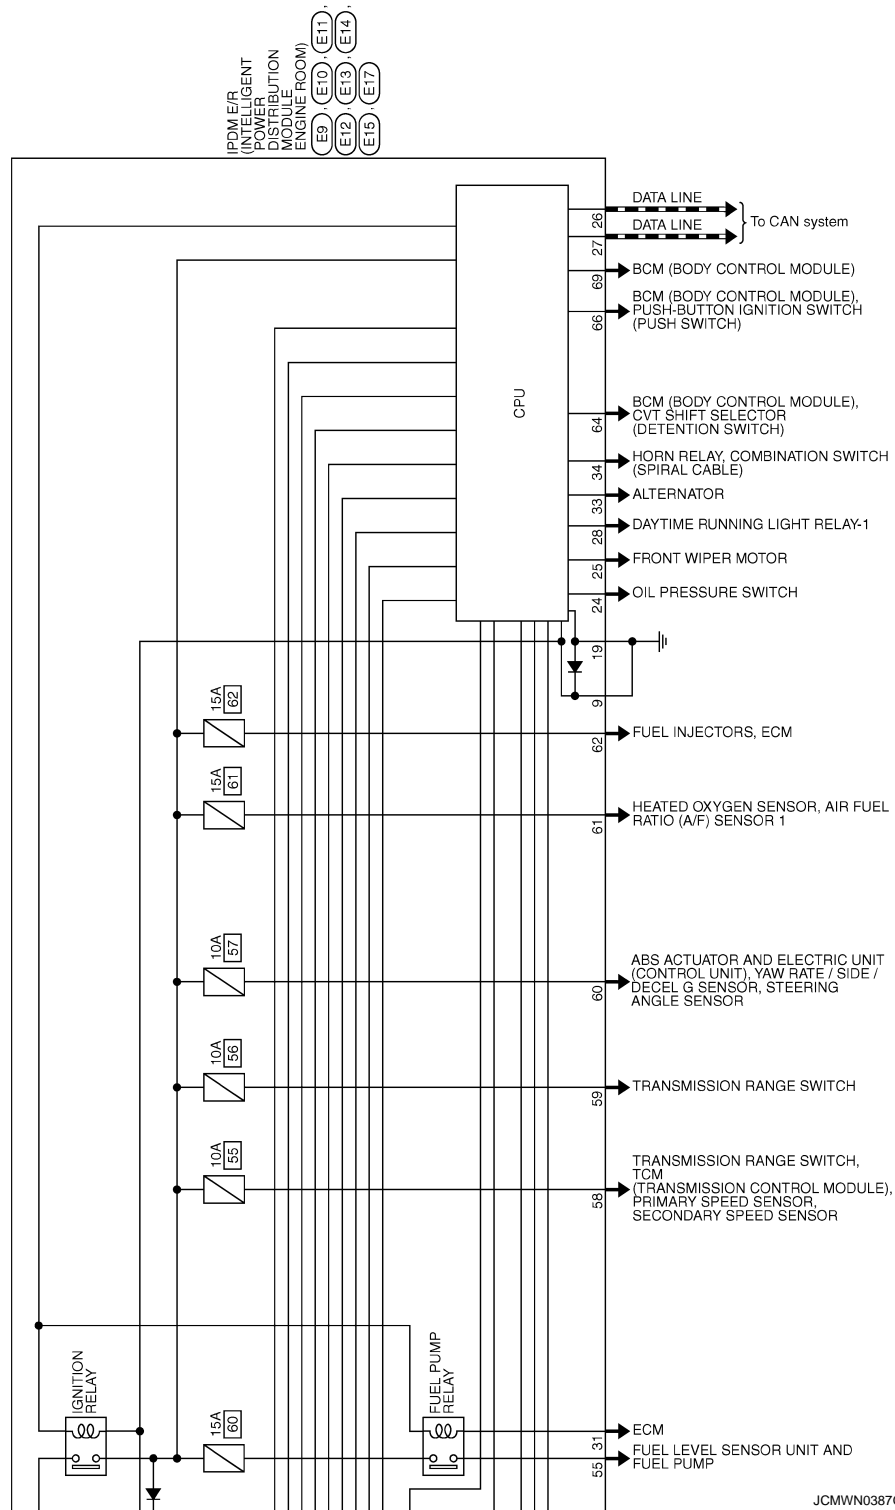 IPDM E/R
(INTELLIGENT
POWER
DISTRIBUTION
MODULE
ENGINE ROOM)
E9 , E10 , E11 ,
E12 , E13 , E14 ,
E15 , E17
CPU
26 DATA LINE
27 DATA LINE
To CAN system
69 BCM (BODY CONTROL MODULE)
66 BCM (BODY CONTROL MODULE),
PUSH-BUTTON IGNITION SWITCH
(PUSH SWITCH)
64 BCM (BODY CONTROL MODULE),
CVT SHIFT SELECTOR
(DETENTION SWITCH)
34 HORN RELAY, COMBINATION SWITCH
(SPIRAL CABLE)
33 ALTERNATOR
28 DAYTIME RUNNING LIGHT RELAY-1
25 FRONT WIPER MOTOR
24 OIL PRESSURE SWITCH
19
9
15A 62
62 FUEL INJECTORS, ECM
15A 61
61 HEATED OXYGEN SENSOR, AIR FUEL
RATIO (A/F) SENSOR 1
10A 57
60 ABS ACTUATOR AND ELECTRIC UNIT
(CONTROL UNIT), YAW RATE / SIDE /
DECEL G SENSOR, STEERING
ANGLE SENSOR
10A 56
59 TRANSMISSION RANGE SWITCH
10A 55
58 TRANSMISSION RANGE SWITCH,
TCM
(TRANSMISSION CONTROL MODULE),
PRIMARY SPEED SENSOR,
SECONDARY SPEED SENSOR
IGNITION
RELAY
15A 60
FUEL PUMP
RELAY
31 ECM
55 FUEL LEVEL SENSOR UNIT AND
FUEL PUMP